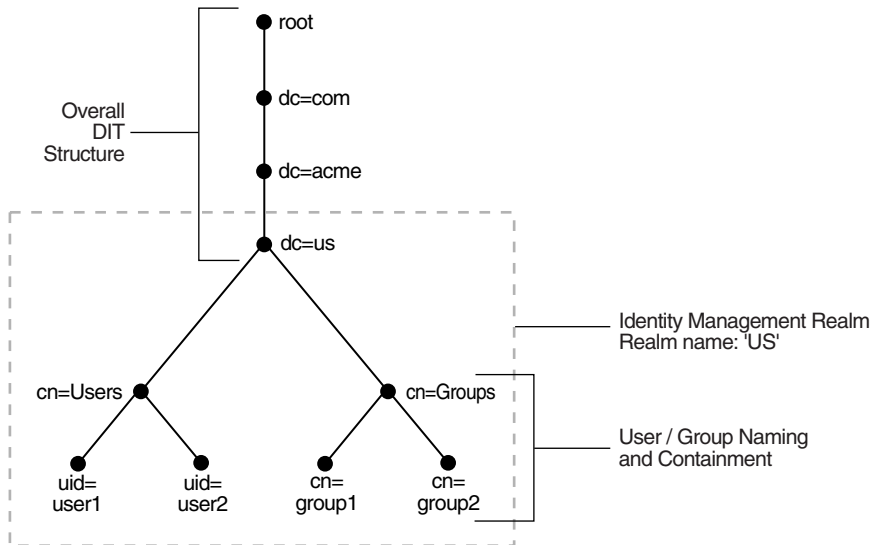 root
dc=com
Overall
DIT
Structure
dc=acme
dc=us
Identity Management Realm
Realm name: 'US'
cn=Users
cn=Groups
User / Group Naming
and Containment
uid=
user1
uid=
user2
cn=
group1
cn=
group2